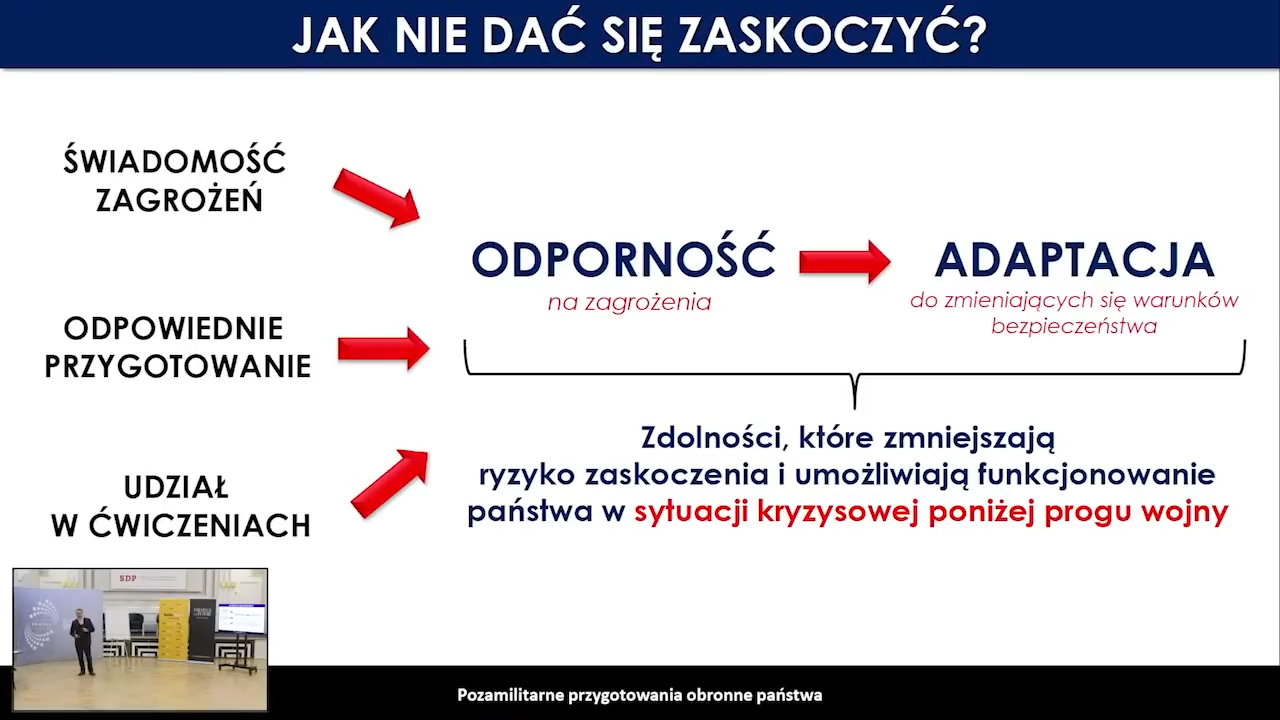 JAK NIE DAĆ SIĘ ZASKOCZYĆ?
ŚWIADOMOŚĆ
ZAGROŻEŃ
ODPOWIEDNIE
PRZYGOTOWANIE
UDZIAŁ
W ĆWICZENIACH
ODPORNOŚĆ
na zagrożenia
ADAPTACJA
do zmieniających się warunków
bezpieczeństwa
Zdolności, które zmniejszają
ryzyko zaskoczenia i umożliwiają funkcjonowanie
państwa w sytuacji kryzysowej poniżej progu wojny
SDP
Pozamilitarne przygotowania obronne państwa